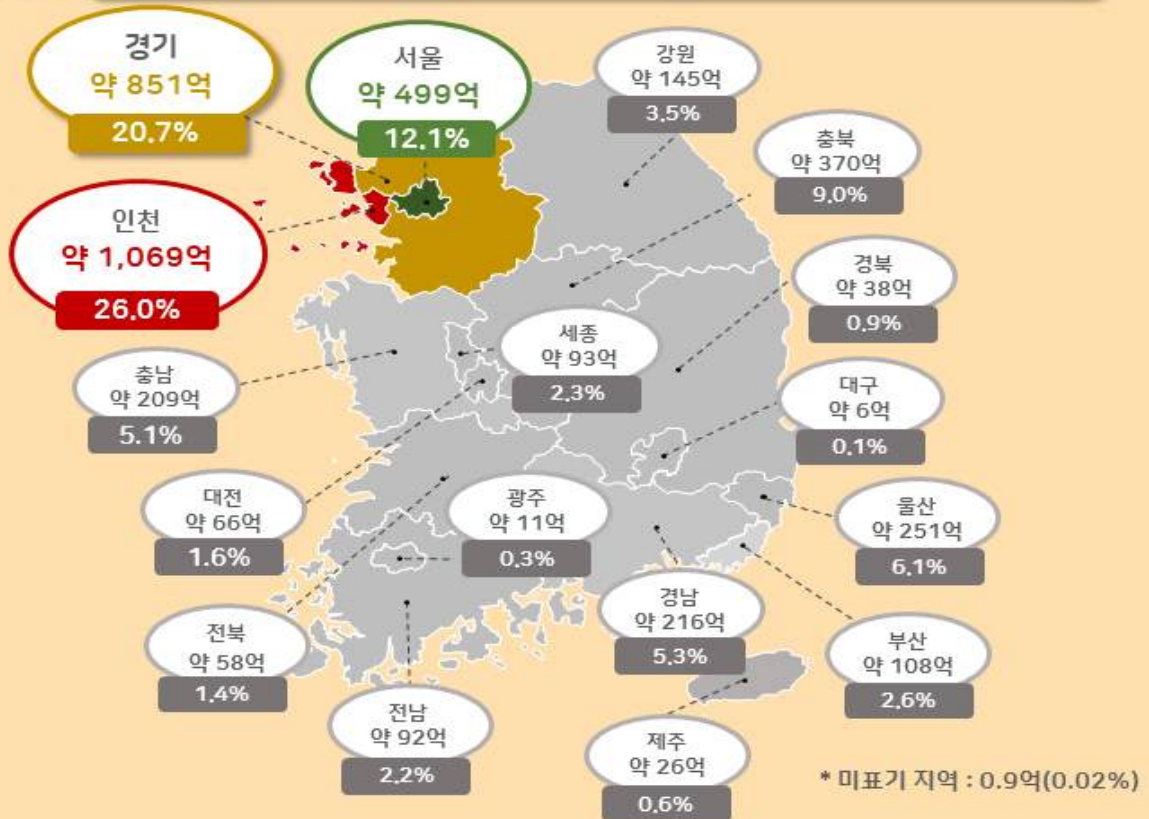 경기
약 851억
20.7%
서울
약 499억
12.1%
강원
약 145억
3.5%
충북
약 370억
9.0%
인천
약 1,069억
26.0%
경북
약 38억
0.9%
세종
약 93억
2.3%
충남
약 209억
5.1%
대구
약 6억
0.1%
대전
약 66억
1.6%
광주
약 11억
0.3%
울산
약 251억
6.1%
경남
약 216억
5.3%
전북
약 58억
1.4%
부산
약 108억
2.6%
전남
약 92억
2.2%
제주
약 26억
0.6%
* 미표기 지역 : 0.9억(0.02%)